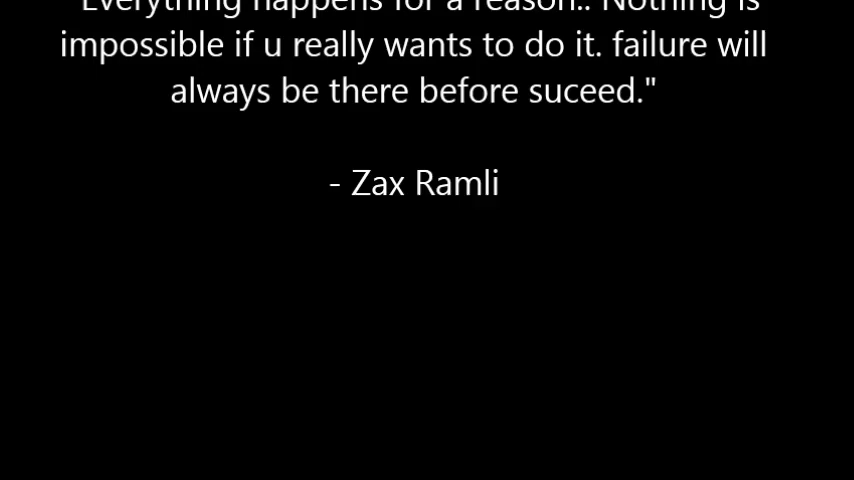 "Everything happens for a reason.. Nothing is
impossible if u really wants to do it. failure will
always be there before suceed."
- Zax Ramli